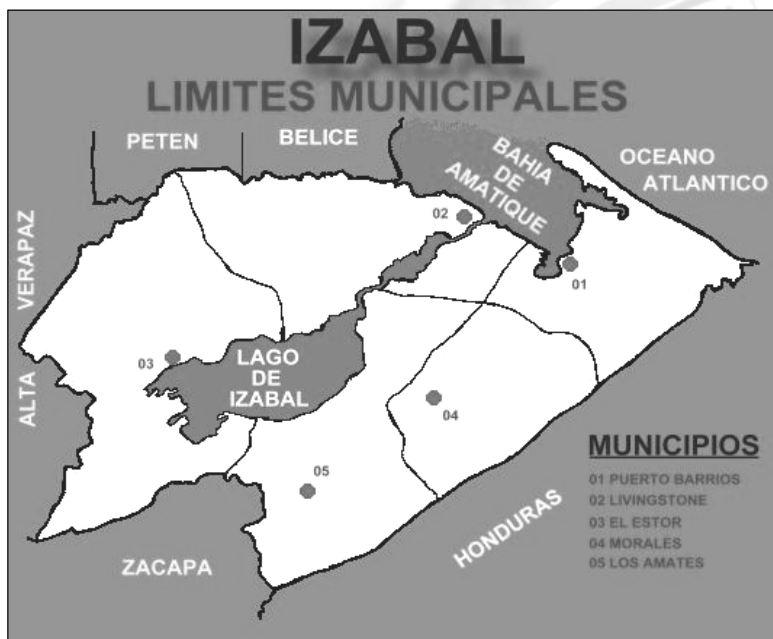 IZABAL
LIMITES MUNICIPALES
PETEN
BELICE
BAHIA
DE
AMATIQUE
OCEANO
ATLANTICO
ALTA VERAPAZ
02
01
03
LAGO
DE
IZABAL
04
05
ZACAPA
HONDURAS
MUNICIPIOS
01 PUERTO BARRIOS
02 LIVINGSTONE
03 EL ESTOR
04 MORALES
05 LOS AMATES